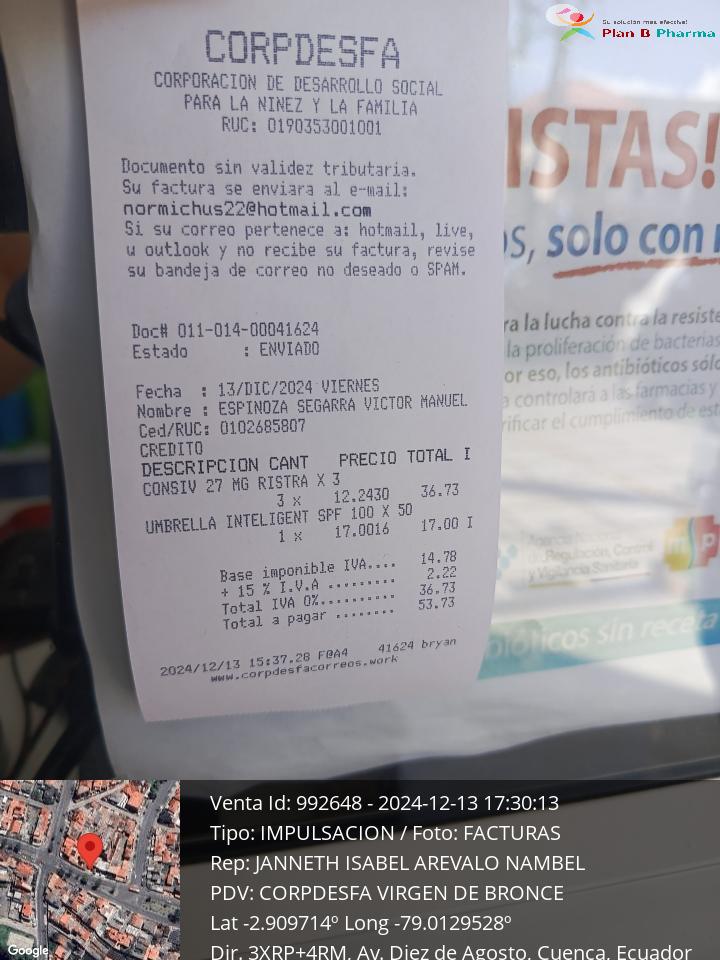 Su solución más efectiva!
Plan B Pharma
CORPDESFA
CORPORACION DE DESARROLLO SOCIAL
PARA LA NINEZ Y LA FAMILIA
RUC: 0190353001001
Documento sin validez tributaria.
Su factura se enviara al e-mail:
normichus22@hotmail.com
Si su correo pertenece a: hotmail, live,
u outlook y no recibe su factura, revise
su bandeja de correo no deseado o SPAM.
Doc# 011-014-00041624
Estado : ENVIADO
Fecha : 13/DIC/2024 VIERNES
Nombre : ESPINOZA SEGARRA VICTOR MANUEL
Ced/RUC: 0102685807
CREDITO
DESCRIPCION CANT PRECIO TOTAL I
CONSIV 27 MG RISTRA X 3
3 x 12.2430 36.73
UMBRELLA INTELIGENT SPF 100 X 50
1 x 17.0016 17.00 I
Base imponible IVA.... 14.78
+ 15 % I.V.A ......... 2.22
Total IVA 0%.......... 36.73
Total a pagar ........ 53.73
2024/12/13 15:37.28 F@A4 41624 bryan
www.corpdesfacorreos.work
ISTAS!
os, solo con
ra la lucha contra la resiste
la proliferación de bacterias
or eso, los antibióticos sólo
a controlará a las farmacias y
rificar el cumplimiento de est
Agencia Nacional
de Regulación, Control
y Vigilancia Sanitaria
bióticos sin receta
Google
Venta Id: 992648 - 2024-12-13 17:30:13
Tipo: IMPULSACION / Foto: FACTURAS
Rep: JANNETH ISABEL AREVALO NAMBEL
PDV: CORPDESFA VIRGEN DE BRONCE
Lat -2.909714º Long -79.0129528º
Dir. 3XRP+4RM, Av. Diez de Agosto, Cuenca, Ecuador